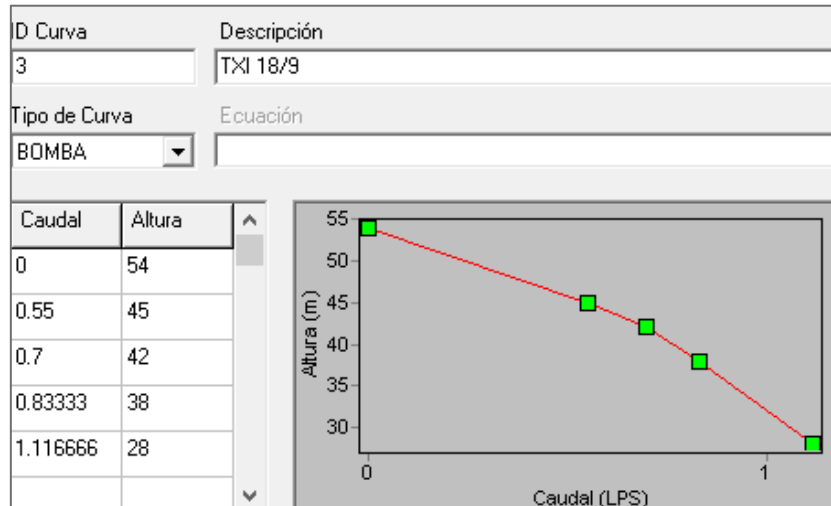 ID Curva Descripción
3 TXI 18/9
Tipo de Curva Ecuación
BOMBA
Caudal Altura
0 54
0.55 45
0.7 42
0.83333 38
1.116666 28
55
50
45
40
35
30
Altura (m)
0 1
Caudal (LPS)